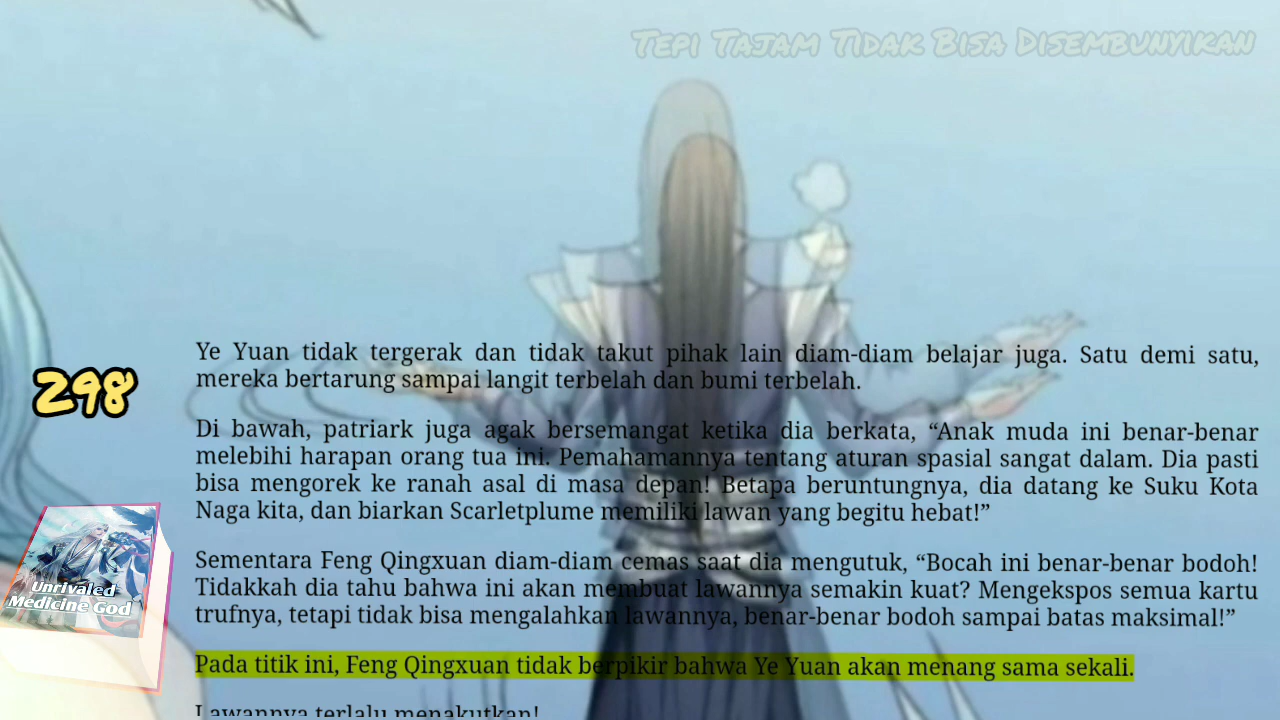 Tepi Tajam Tidak Bisa Disembunyikan
Ye Yuan tidak tergerak dan tidak takut pihak lain diam-diam belajar juga. Satu demi satu,
mereka bertarung sampai langit terbelah dan bumi terbelah.
298
Di bawah, patriark juga agak bersemangat ketika dia berkata, “Anak muda ini benar-benar
melebihi harapan orang tua ini. Pemahamannya tentang aturan spasial sangat dalam. Dia pasti
bisa mengorek ke ranah asal di masa depan! Betapa beruntungnya, dia datang ke Suku Kota
Naga kita, dan biarkan Scarletplume memiliki lawan yang begitu hebat!”
Sementara Feng Qingxuan diam-diam cemas saat dia mengutuk, “Bocah ini benar-benar bodoh!
Tidakkah dia tahu bahwa ini akan membuat lawannya semakin kuat? Mengekspos semua kartu
trufnya, tetapi tidak bisa mengalahkan lawannya, benar-benar bodoh sampai batas maksimal!”
Unrivaled
Medicine God
Pada titik ini, Feng Qingxuan tidak berpikir bahwa Ye Yuan akan menang sama sekali.
Lawannya terlalu menakutkan!